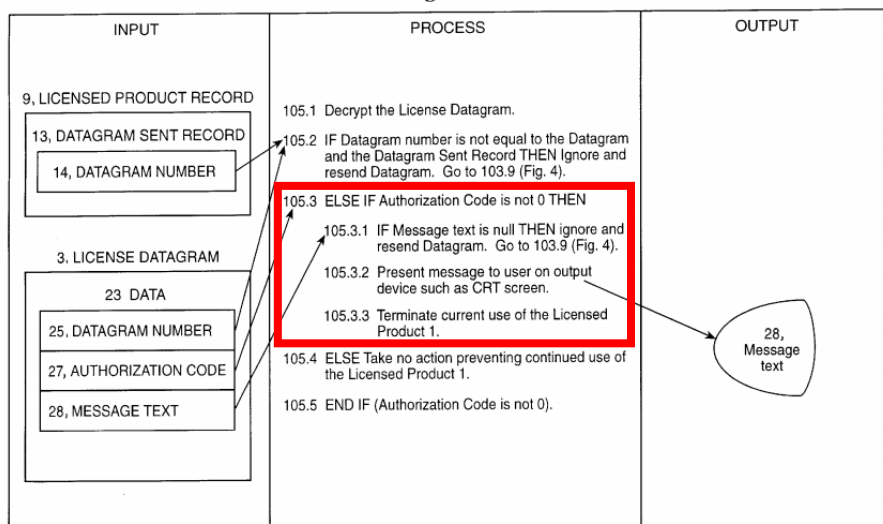 INPUT
PROCESS
OUTPUT
9, LICENSED PRODUCT RECORD
13, DATAGRAM SENT RECORD
14, DATAGRAM NUMBER
3. LICENSE DATAGRAM
23 DATA
25, DATAGRAM NUMBER
27, AUTHORIZATION CODE
28, MESSAGE TEXT
105.1 Decrypt the License Datagram.
105.2 IF Datagram number is not equal to the Datagram
and the Datagram Sent Record THEN Ignore and
resend Datagram. Go to 103.9 (Fig. 4).
105.3 ELSE IF Authorization Code is not 0 THEN
105.3.1 IF Message text is null THEN ignore and
resend Datagram. Go to 103.9 (Fig. 4).
105.3.2 Present message to user on output
device such as CRT screen.
105.3.3 Terminate current use of the Licensed
Product 1.
105.4 ELSE Take no action preventing continued use of
the Licensed Product 1.
105.5 END IF (Authorization Code is not 0).
28,
Message
text